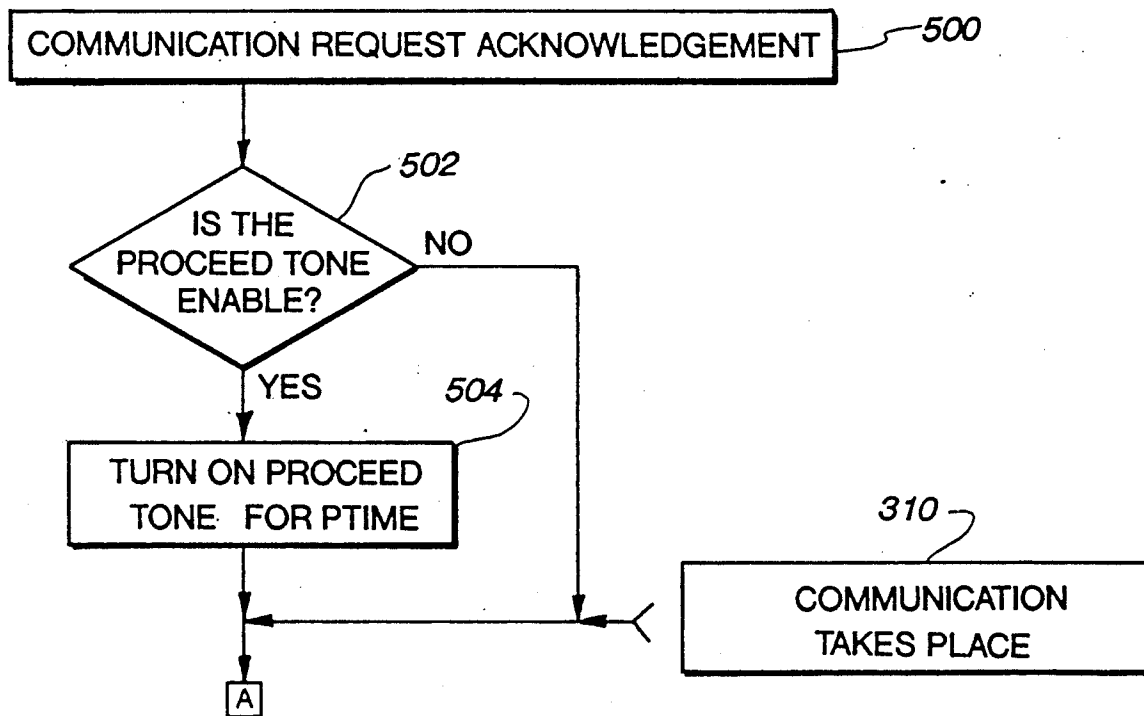 COMMUNICATION REQUEST ACKNOWLEDGEMENT
500
502
IS THE
PROCEED TONE
ENABLE?
NO
YES
504
TURN ON PROCEED
TONE FOR PTIME
310
COMMUNICATION
TAKES PLACE
A